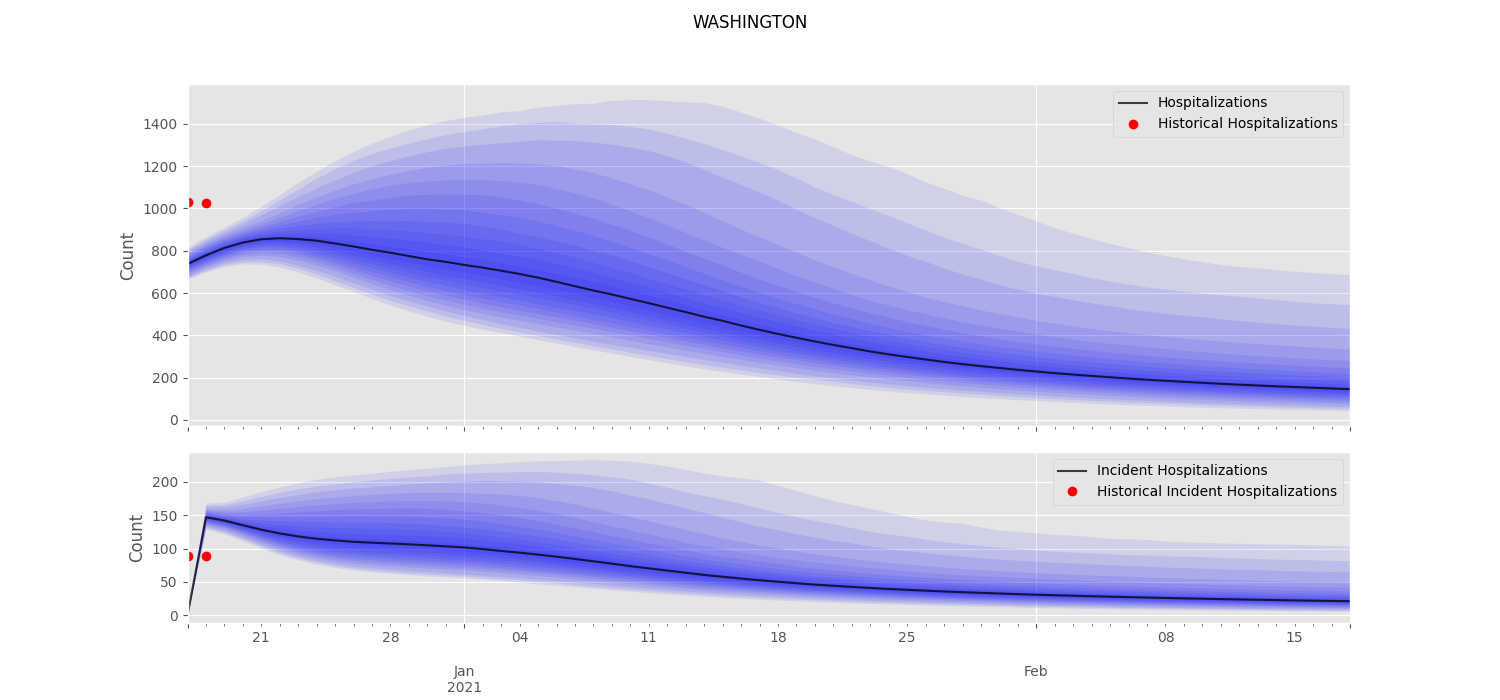 WASHINGTON
Count
1400
1200
1000
800
600
400
200
0
Hospitalizations
Historical Hospitalizations
Count
200
150
100
50
0
Incident Hospitalizations
Historical Incident Hospitalizations
21 28 04 11 18 25 08 15
Jan Feb
2021